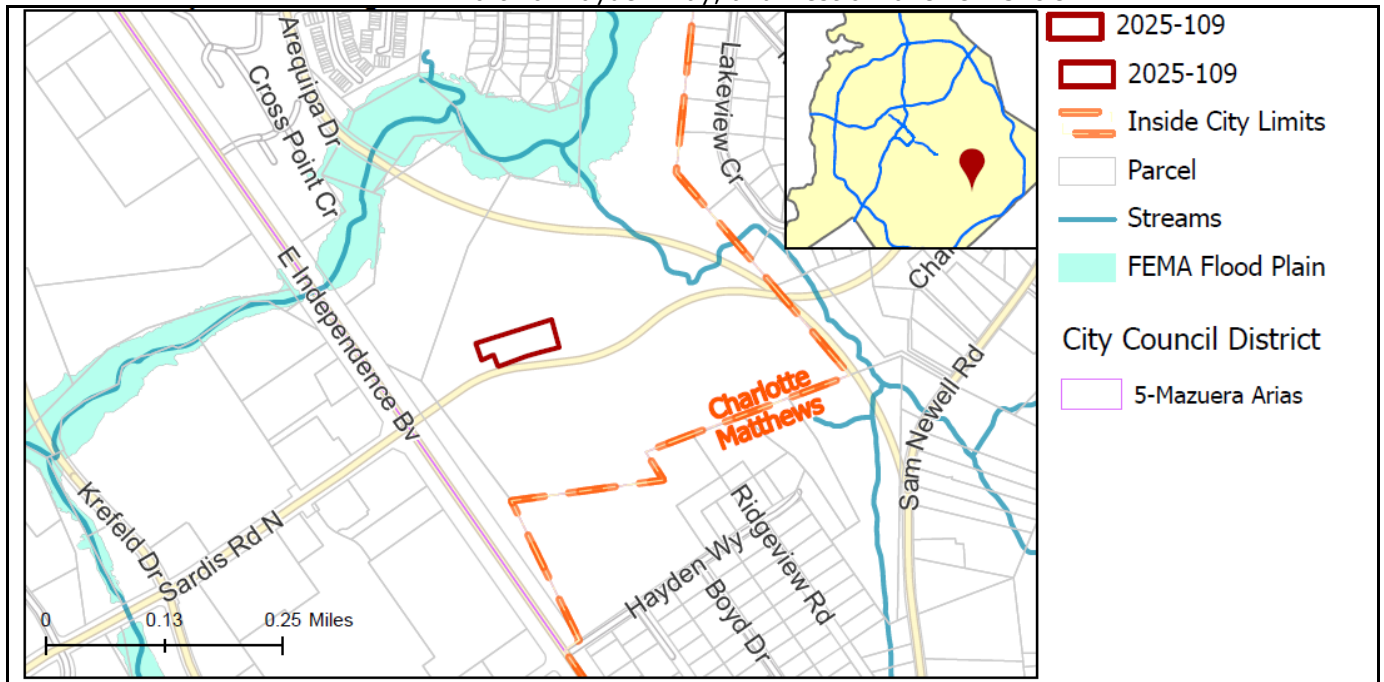 Arequipa Dr
Cross Point Cr
Lakeview Cr
E Independence Bv
Charlotte
Matthews
Sam Newell Rd
Krefeld Dr
Sardis Rd N
Hayden Wy
Ridgeview Rd
Boyd Dr
0 0.13 0.25 Miles
2025-109
2025-109
Inside City Limits
Parcel
Streams
FEMA Flood Plain
City Council District
5-Mazuera Arias